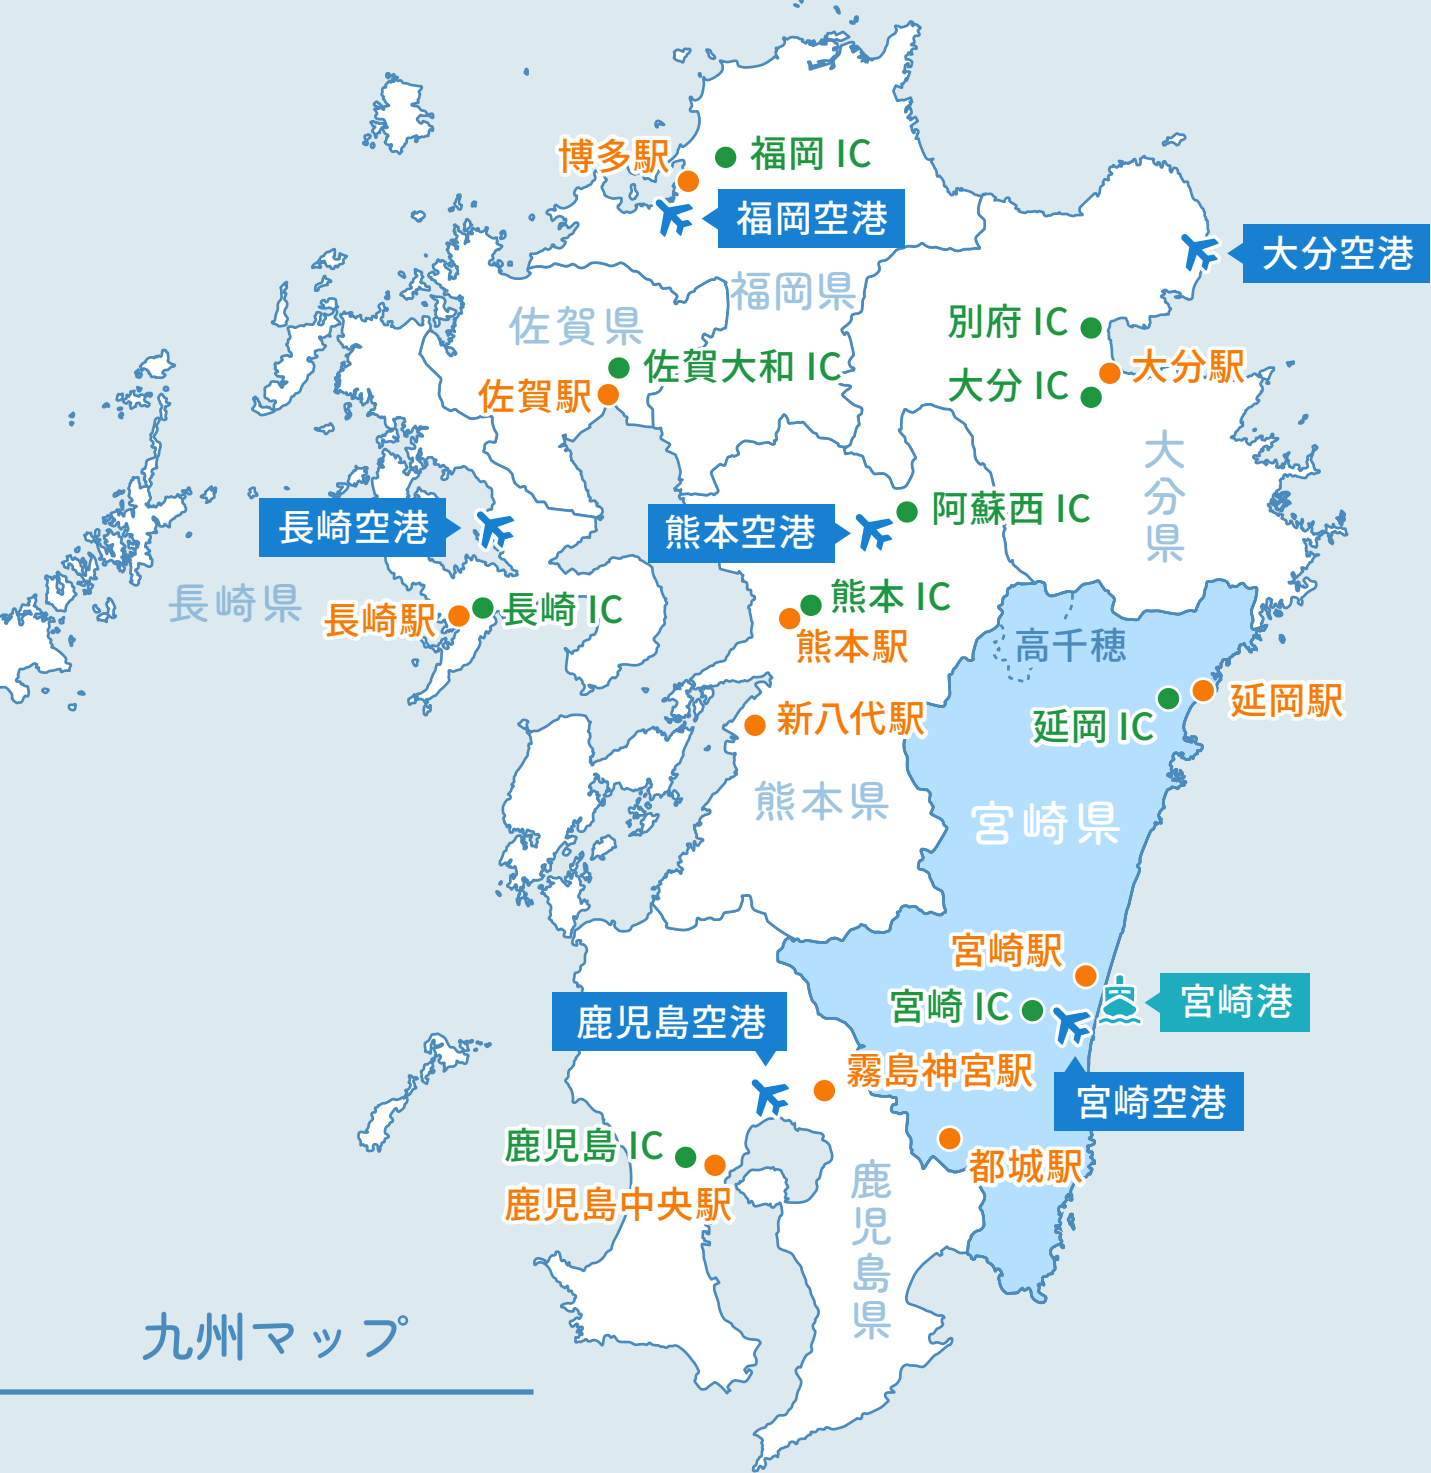 博多駅
福岡 IC
福岡空港
大分空港
福岡県
佐賀県
別府 IC
佐賀大和 IC
大分駅
佐賀駅
大分 IC
大分県
長崎空港
熊本空港
阿蘇西 IC
長崎県
長崎駅
長崎 IC
熊本 IC
熊本駅
高千穂
新八代駅
延岡 IC
延岡駅
熊本県
宮崎県
宮崎駅
宮崎 IC
宮崎港
鹿児島空港
霧島神宮駅
宮崎空港
鹿児島 IC
都城駅
鹿児島中央駅
鹿児島県
九州マップ